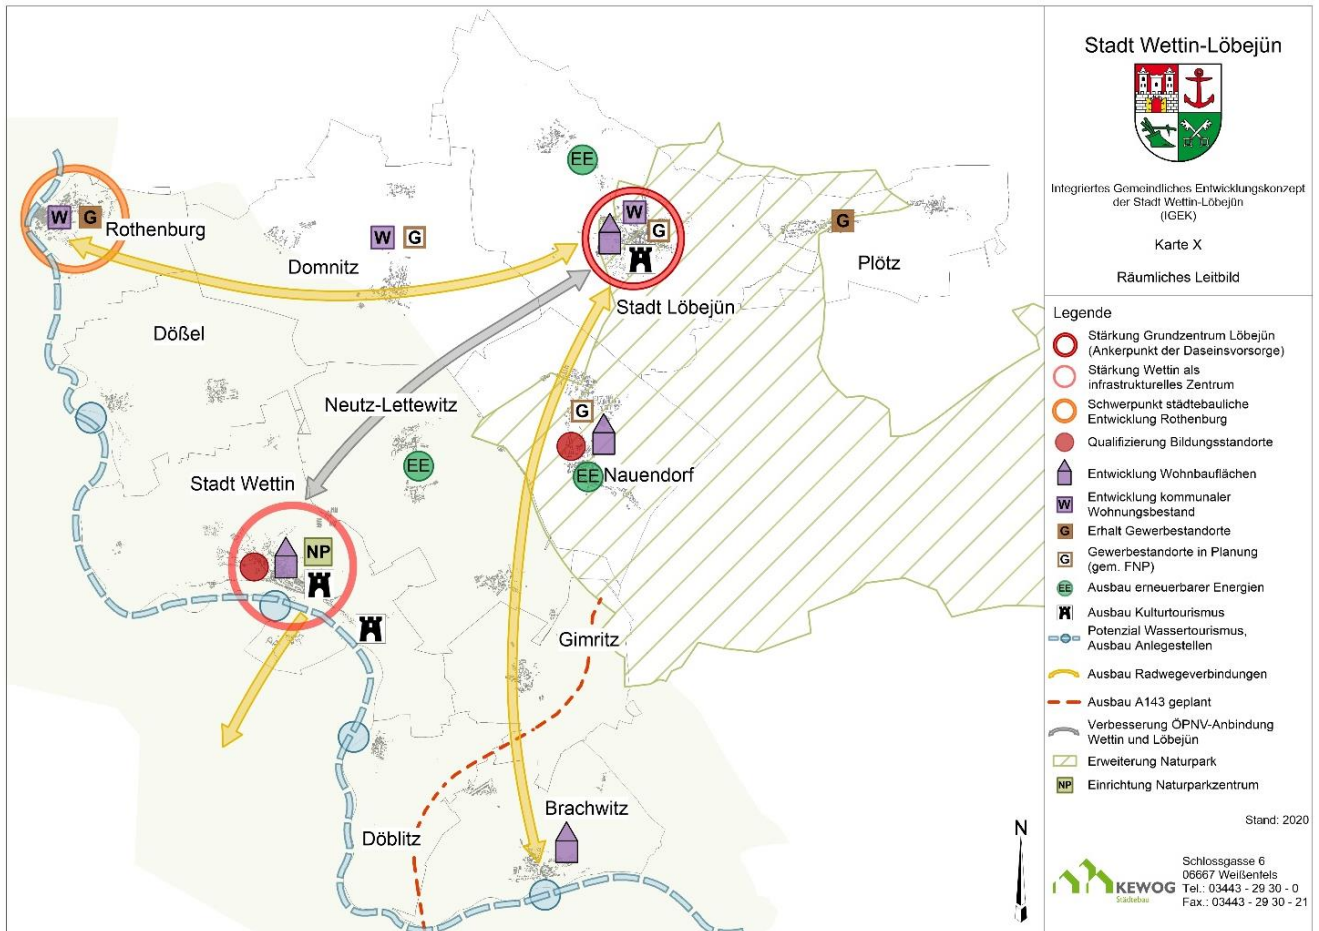 Stadt Wettin-Löbejün
Integriertes Gemeindliches Entwicklungskonzept
der Stadt Wettin-Löbejün
(IGEK)
Karte X
Räumliches Leitbild
Legende
Stärkung Grundzentrum Löbejün
(Ankerpunkt der Daseinsvorsorge)
Stärkung Wettin als
infrastrukturelles Zentrum
Schwerpunkt städtebauliche
Entwicklung Rothenburg
Qualifizierung Bildungsstandorte
Entwicklung Wohnbauflächen
W
Entwicklung kommunaler
Wohnungsbestand
G
Erhalt Gewerbestandorte
G
Gewerbestandorte in Planung
(gem. FNP)
EE
Ausbau erneuerbarer Energien
Ausbau Kulturtourismus
Potenzial Wassertourismus,
Ausbau Anlegestellen
Ausbau Radwegeverbindungen
Ausbau A143 geplant
Verbesserung ÖPNV-Anbindung
Wettin und Löbejün
Erweiterung Naturpark
NP
Einrichtung Naturparkzentrum
Stand: 2020
KEWOG
Städtebau
Schlossgasse 6
06667 Weißenfels
Tel.: 03443 - 29 30 - 0
Fax.: 03443 - 29 30 - 21
N
EE
W G
Rothenburg
W G
Domnitz
W
G
Stadt Löbejün
G
Plötz
Dößel
Neutz-Lettewitz
G
EE
EE
Nauendorf
Stadt Wettin
NP
Gimritz
Brachwitz
Döblitz